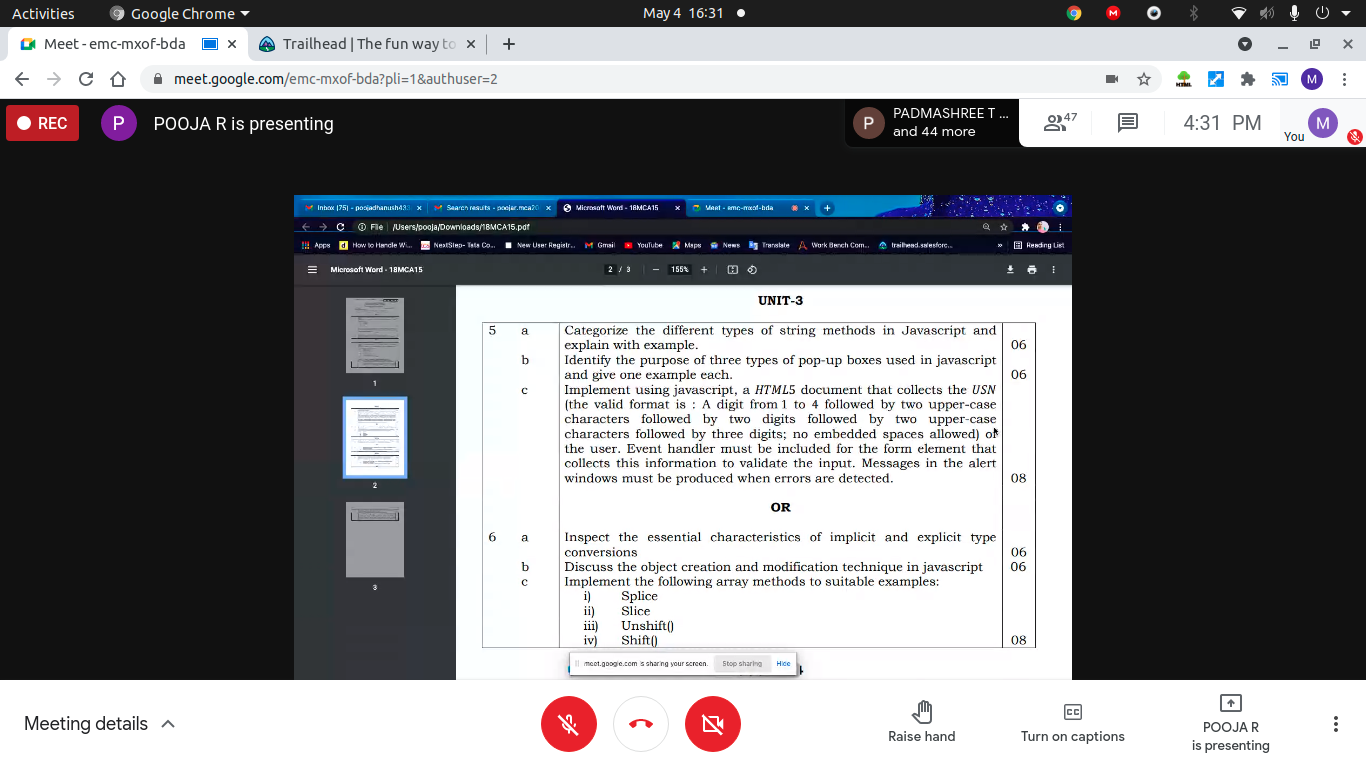 Activities
Google Chrome
May 4 16:31
Meet - emc-mxof-bda
Trailhead | The fun way to
meet.google.com/emc-mxof-bda?pli=1&authuser=2
HTML
M
REC
P
POOJA R is presenting
P
PADMASHREE T ...
and 44 more
47
4:31 PM
You
M
Inbox (75) - poojadhanush43
Search results - poojar.mca20
Microsoft Word - 18MCA15
Meet - emc-mxof-bda
File | /Users/pooja/Downloads/18MCA15.pdf
Apps
How to Handle Wi...
NextStep- Tata Co...
New User Registr...
Gmail
YouTube
Maps
News
Translate
Work Bench Com...
trailhead.salesforc...
»
Reading List
Microsoft Word - 18MCA15
2 / 3
155%
1
2
3
UNIT-3
5 a Categorize the different types of string methods in Javascript and
explain with example. 06
b Identify the purpose of three types of pop-up boxes used in javascript
and give one example each. 06
c Implement using javascript, a HTML5 document that collects the USN
(the valid format is : A digit from 1 to 4 followed by two upper-case
characters followed by two digits followed by two upper-case
characters followed by three digits; no embedded spaces allowed) of
the user. Event handler must be included for the form element that
collects this information to validate the input. Messages in the alert
windows must be produced when errors are detected. 08
OR
6 a Inspect the essential characteristics of implicit and explicit type
conversions 06
b Discuss the object creation and modification technique in javascript 06
c Implement the following array methods to suitable examples:
i) Splice
ii) Slice
iii) Unshift()
iv) Shift() 08
meet.google.com is sharing your screen.
Stop sharing
Hide
Meeting details
Raise hand
CC
Turn on captions
POOJA R
is presenting